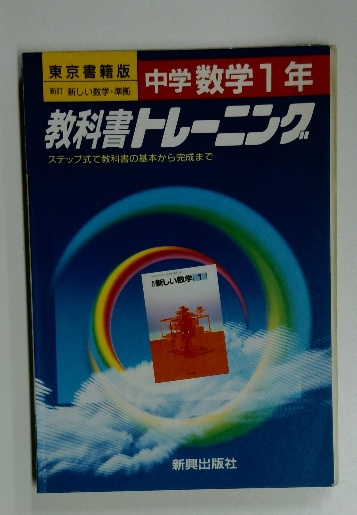 東京書籍版
新訂 新しい数学・準拠
中学数学1年
教科書トレーニング
ステップ式で教科書の基本から完成まで
新しい数学 1
新興出版社